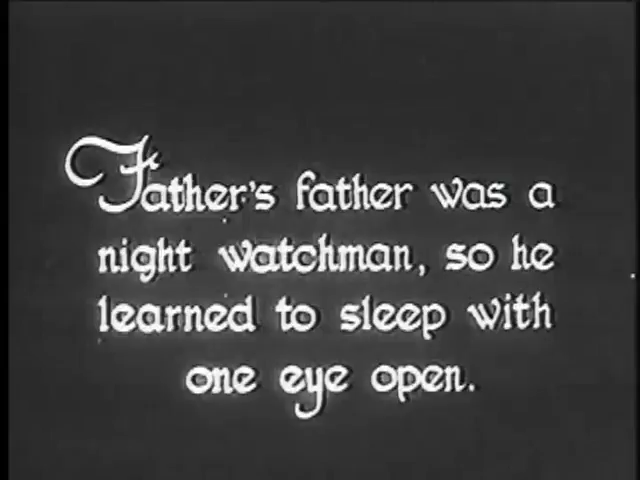 Father's father was a
night watchman, so he
learned to sleep with
one eye open.